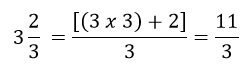 3 2/3 = [(3 x 3) + 2]/3 = 11/3